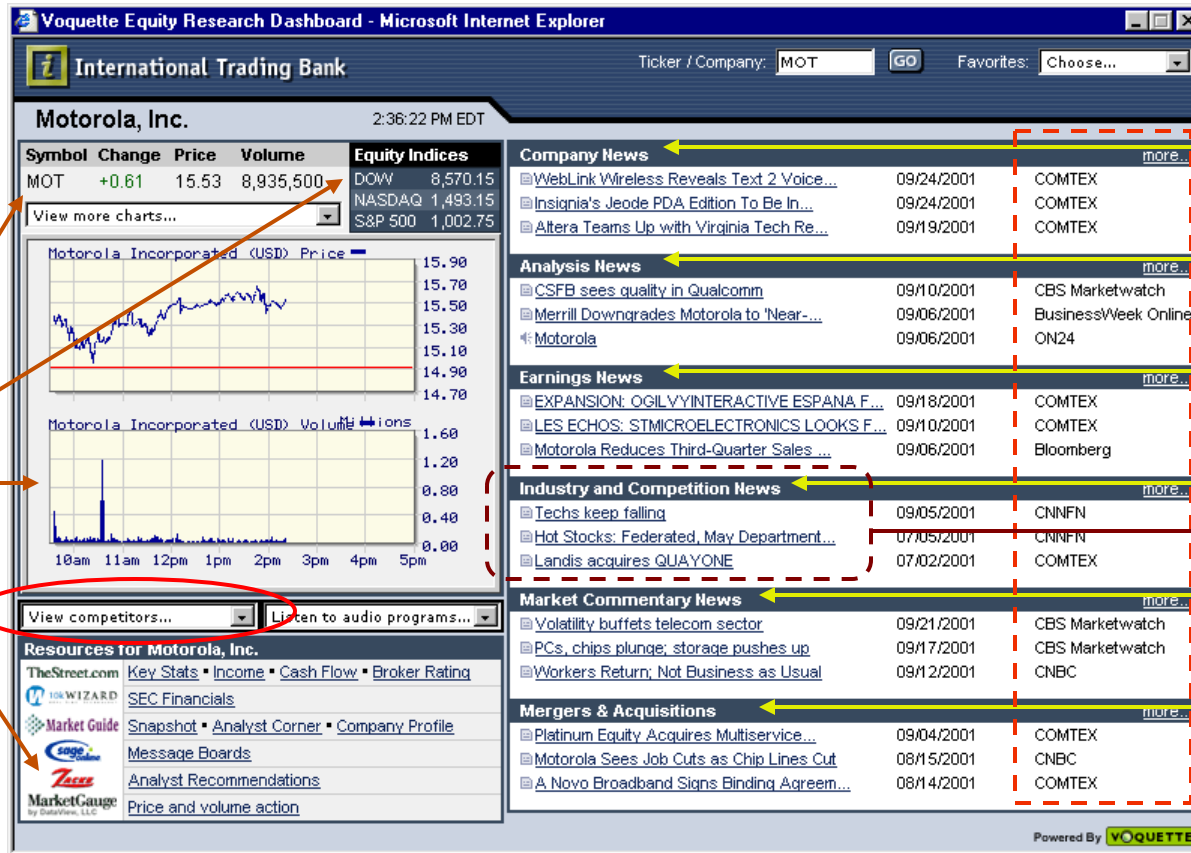 Voquette Equity Research Dashboard - Microsoft Internet Explorer
i International Trading Bank
Ticker / Company: MOT GO Favorites: Choose...
Motorola, Inc. 2:36:22 PM EDT
Symbol Change Price Volume
MOT +0.61 15.53 8,935,500
View more charts...
Equity Indices
DOW 8,570.15
NASDAQ 1,493.15
S&P 500 1,002.75
Motorola Incorporated (USD) Price
15.90
15.70
15.50
15.30
15.10
14.90
14.70
Motorola Incorporated (USD) Volume Millions
1.60
1.20
0.80
0.40
0.00
10am 11am 12pm 1pm 2pm 3pm 4pm 5pm
View competitors... Listen to audio programs...
Resources for Motorola, Inc.
TheStreet.com Key Stats ▪ Income ▪ Cash Flow ▪ Broker Rating
10K WIZARD SEC Financials
Market Guide Snapshot ▪ Analyst Corner ▪ Company Profile
sage online Message Boards
Zacks Analyst Recommendations
MarketGauge by DataView, LLC Price and volume action
Company News more...
WebLink Wireless Reveals Text 2 Voice... 09/24/2001 COMTEX
Insignia's Jeode PDA Edition To Be In... 09/24/2001 COMTEX
Altera Teams Up with Virginia Tech Re... 09/19/2001 COMTEX
Analysis News more...
CSFB sees quality in Qualcomm 09/10/2001 CBS Marketwatch
Merrill Downgrades Motorola to 'Near-... 09/06/2001 BusinessWeek Online
Motorola 09/06/2001 ON24
Earnings News more...
EXPANSION: OGILVYINTERACTIVE ESPANA F... 09/18/2001 COMTEX
LES ECHOS: STMICROELECTRONICS LOOKS F... 09/10/2001 COMTEX
Motorola Reduces Third-Quarter Sales ... 09/06/2001 Bloomberg
Industry and Competition News more...
Techs keep falling 09/05/2001 CNNFN
Hot Stocks: Federated, May Department... 07/05/2001 CNNFN
Landis acquires QUAYONE 07/02/2001 COMTEX
Market Commentary News more...
Volatility buffets telecom sector 09/21/2001 CBS Marketwatch
PCs, chips plunge; storage pushes up 09/17/2001 CBS Marketwatch
Workers Return; Not Business as Usual 09/12/2001 CNBC
Mergers & Acquisitions more...
Platinum Equity Acquires Multiservice... 09/04/2001 COMTEX
Motorola Sees Job Cuts as Chip Lines Cut 08/15/2001 CNBC
A Novo Broadband Signs Binding Agreem... 08/14/2001 COMTEX
Powered By VOQUETTE